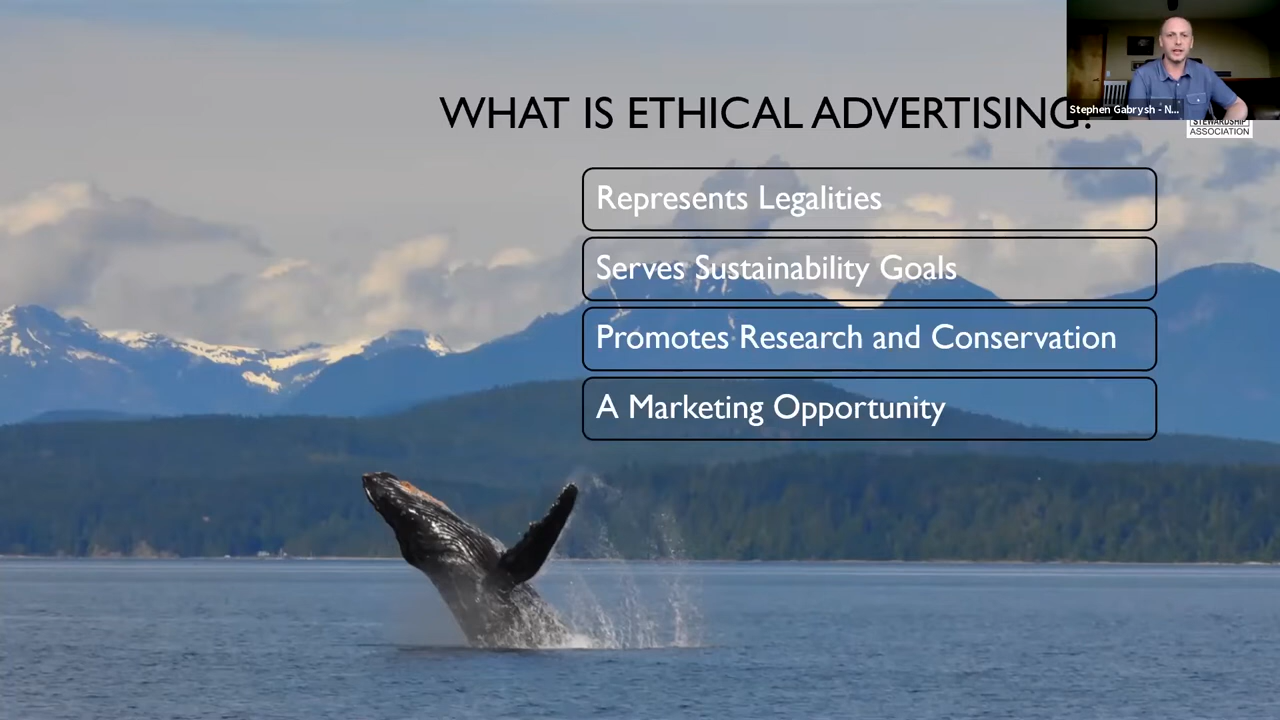 WHAT IS ETHICAL ADVERTISING?
Stephen Gabrysh - N...
STEWARDSHIP
ASSOCIATION
Represents Legalities
Serves Sustainability Goals
Promotes Research and Conservation
A Marketing Opportunity